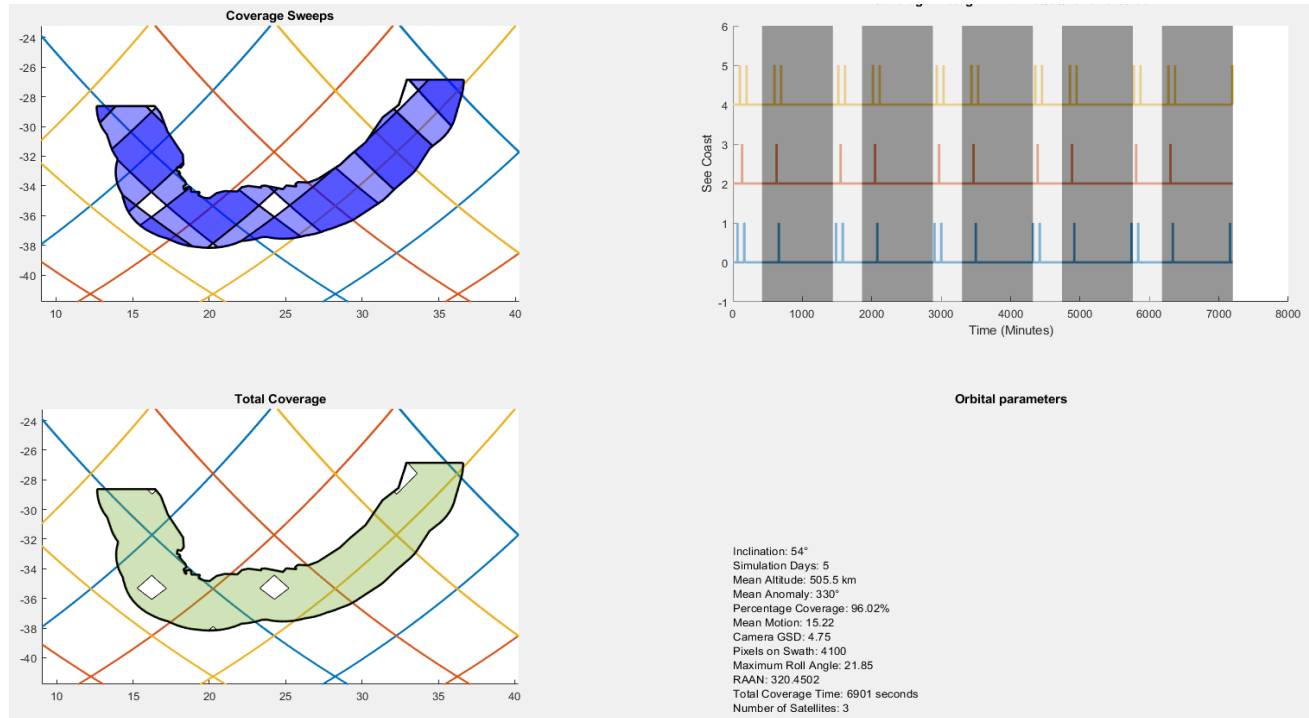 Coverage Sweeps
-24
-26
-28
-30
-32
-34
-36
-38
-40
10
15
20
25
30
35
40
6
5
4
3
2
1
0
-1
See Coast
0
1000
2000
3000
4000
5000
6000
7000
8000
Time (Minutes)
Total Coverage
-24
-26
-28
-30
-32
-34
-36
-38
-40
10
15
20
25
30
35
40
Orbital parameters
Inclination: 54°
Simulation Days: 5
Mean Altitude: 505.5 km
Mean Anomaly: 330°
Percentage Coverage: 96.02%
Mean Motion: 15.22
Camera GSD: 4.75
Pixels on Swath: 4100
Maximum Roll Angle: 21.85
RAAN: 320.4502
Total Coverage Time: 6901 seconds
Number of Satellites: 3